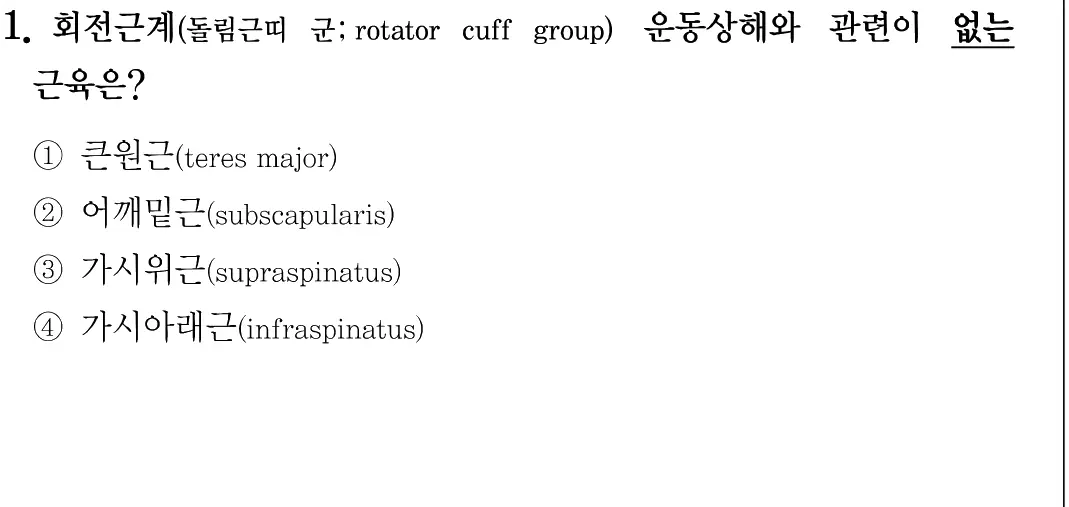 1. 회전근계(돌림근띠 군; rotator cuff group) 운동상해와 관련이 없는
근육은?
① 큰원근(teres major)
② 어깨밑근(subscapularis)
③ 가시위근(supraspinatus)
④ 가시아래근(infraspinatus)